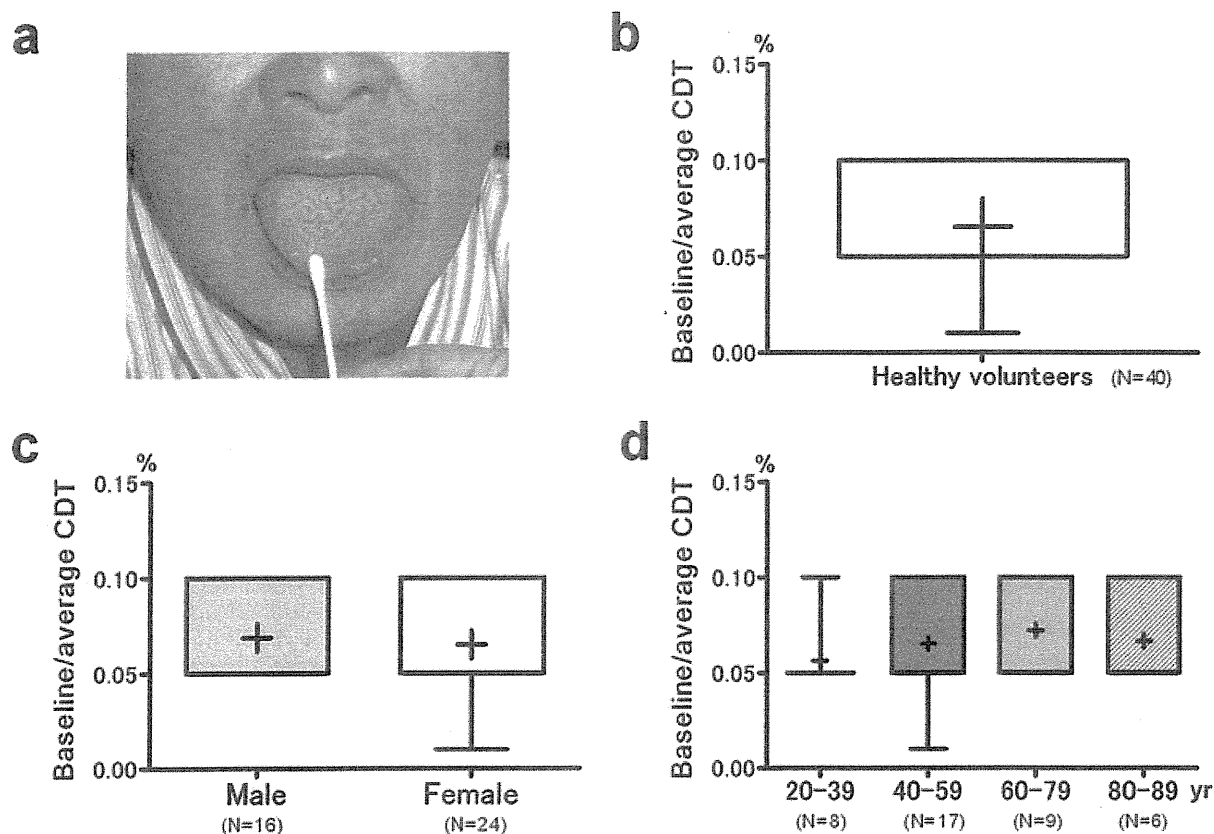 a
b
%
Baseline/average CDT
0.15
0.10
0.05
0.00
Healthy volunteers (N=40)
c
%
Baseline/average CDT
0.15
0.10
0.05
0.00
Male
Female
(N=16)
(N=24)
d
%
Baseline/average CDT
0.15
0.10
0.05
0.00
20-39
40-59
60-79
80-89 yr
(N=8)
(N=17)
(N=9)
(N=6)